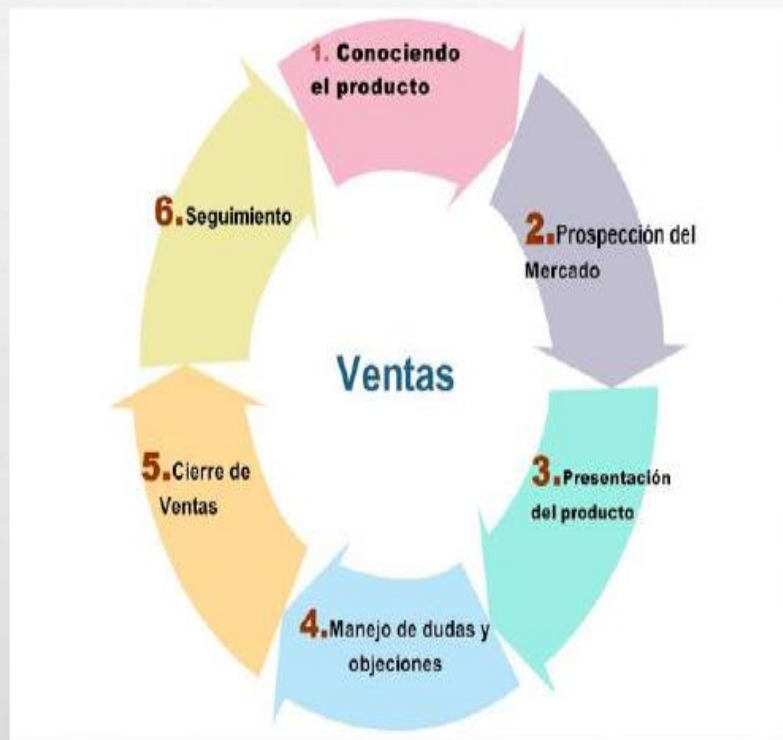 1. Conociendo
el producto
2.Prospección del
Mercado
3.Presentación
del producto
4.Manejo de dudas y
objeciones
5.Cierre de
Ventas
6.Seguimiento
Ventas